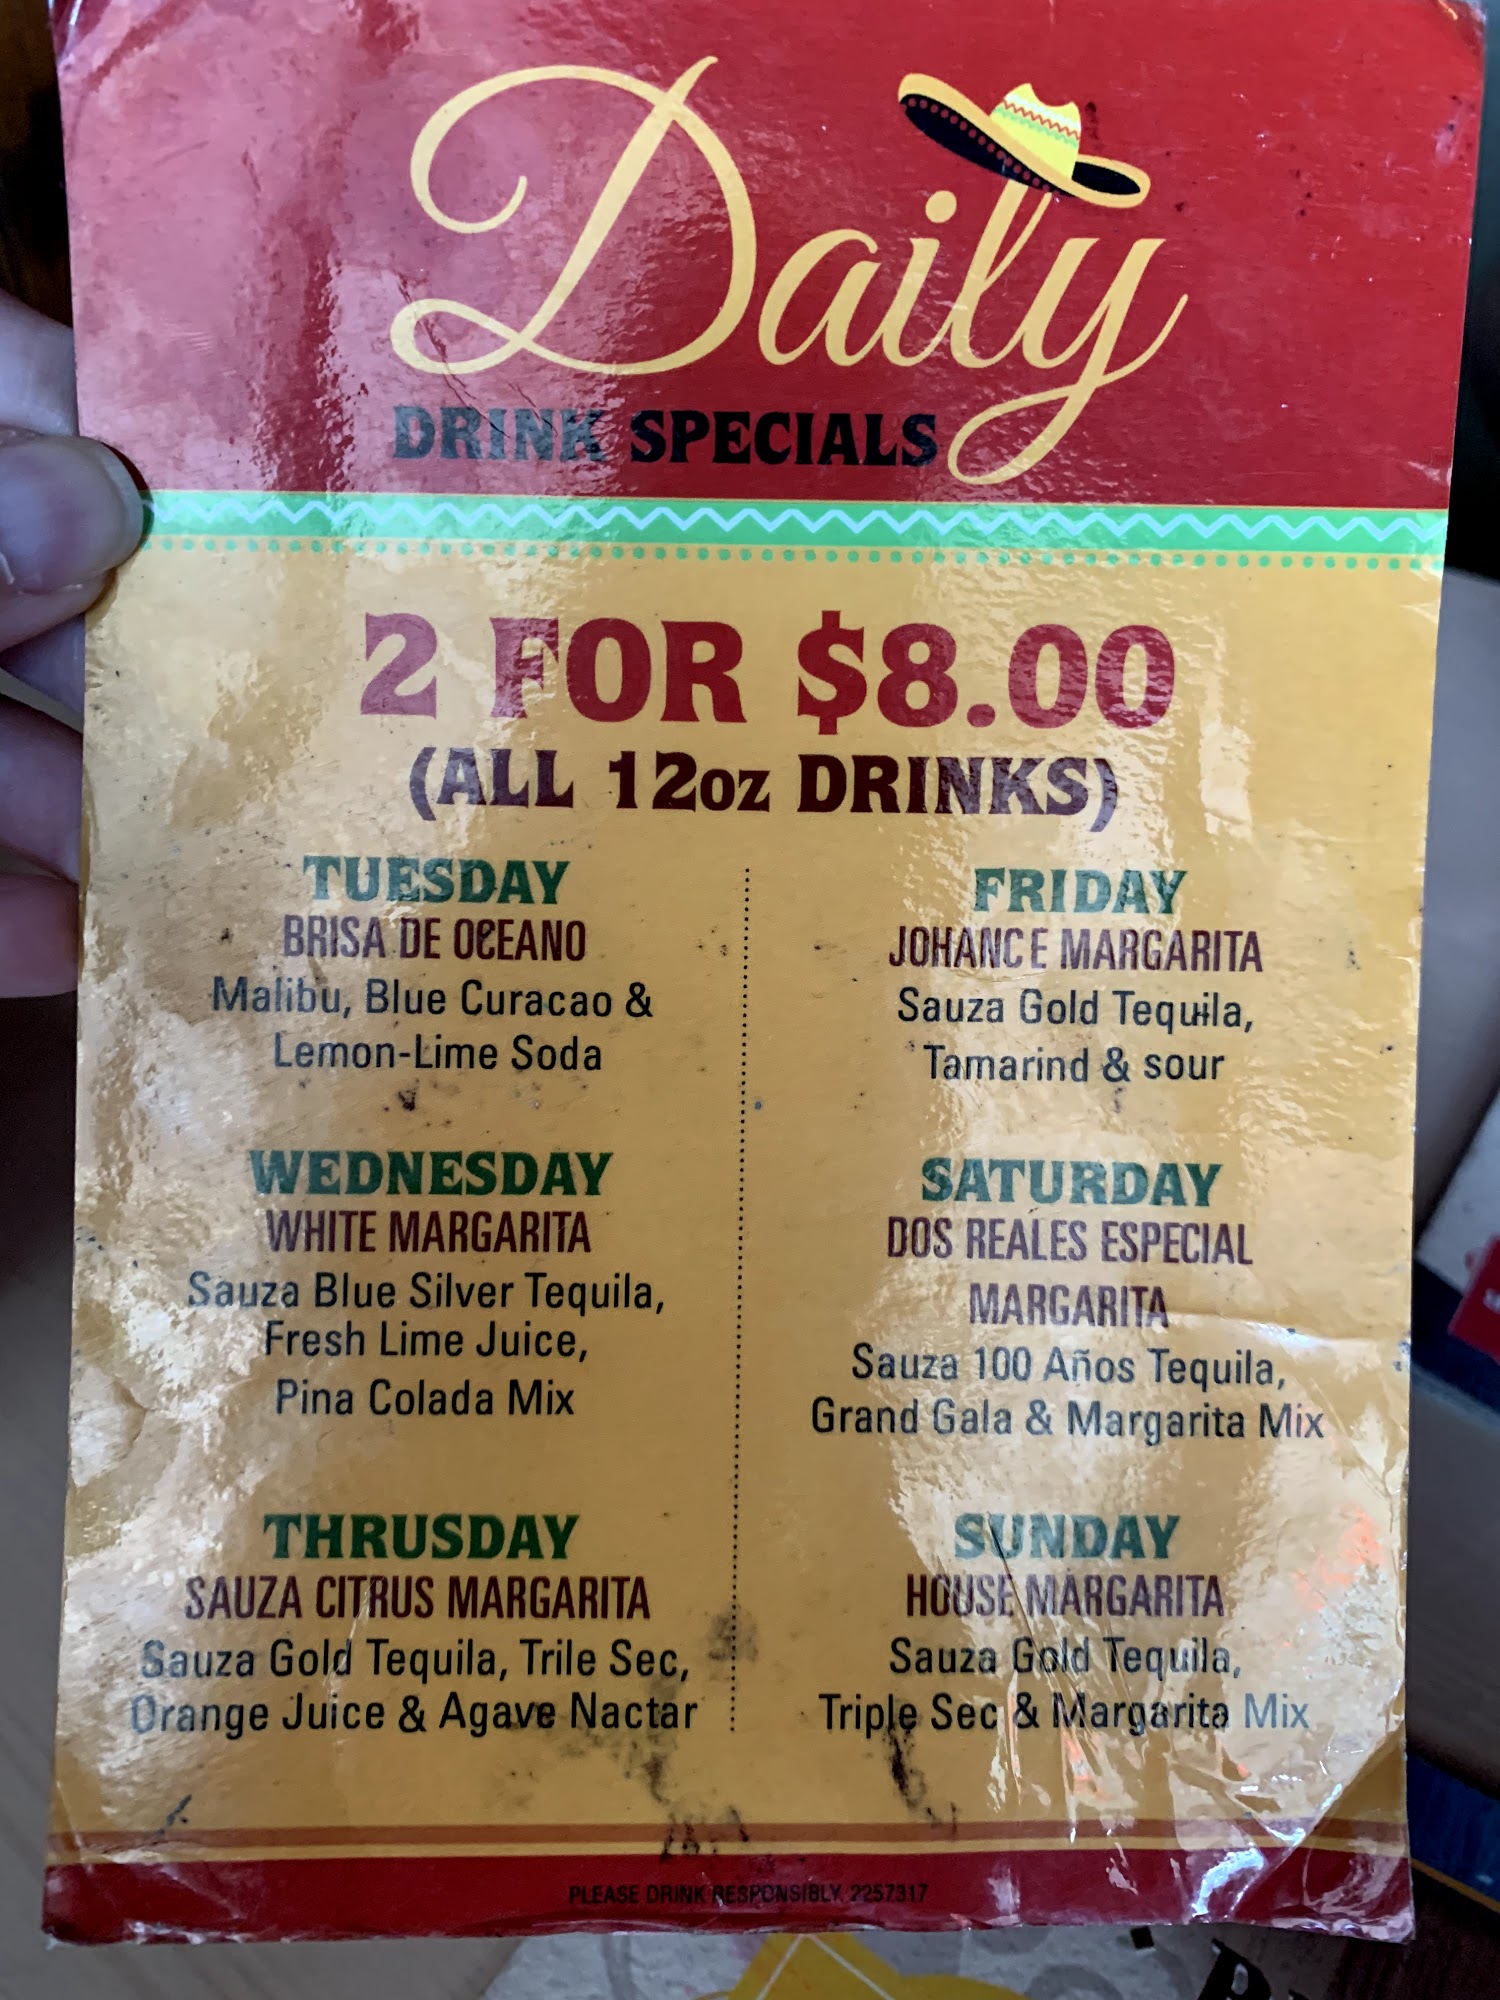 Daily
DRINK SPECIALS
2 FOR $8.00
(ALL 12oz DRINKS)
TUESDAY
BRISA DE OCEANO
Malibu, Blue Curacao &
Lemon-Lime Soda
WEDNESDAY
WHITE MARGARITA
Sauza Blue Silver Tequila,
Fresh Lime Juice,
Pina Colada Mix
THRUSDAY
SAUZA CITRUS MARGARITA
Sauza Gold Tequila, Trile Sec,
Orange Juice & Agave Nactar
FRIDAY
JOHANCE MARGARITA
Sauza Gold Tequila,
Tamarind & sour
SATURDAY
DOS REALES ESPECIAL
MARGARITA
Sauza 100 Años Tequila,
Grand Gala & Margarita Mix
SUNDAY
HOUSE MARGARITA
Sauza Gold Tequila,
Triple Sec & Margarita Mix
PLEASE DRINK RESPONSIBLY. 2257317